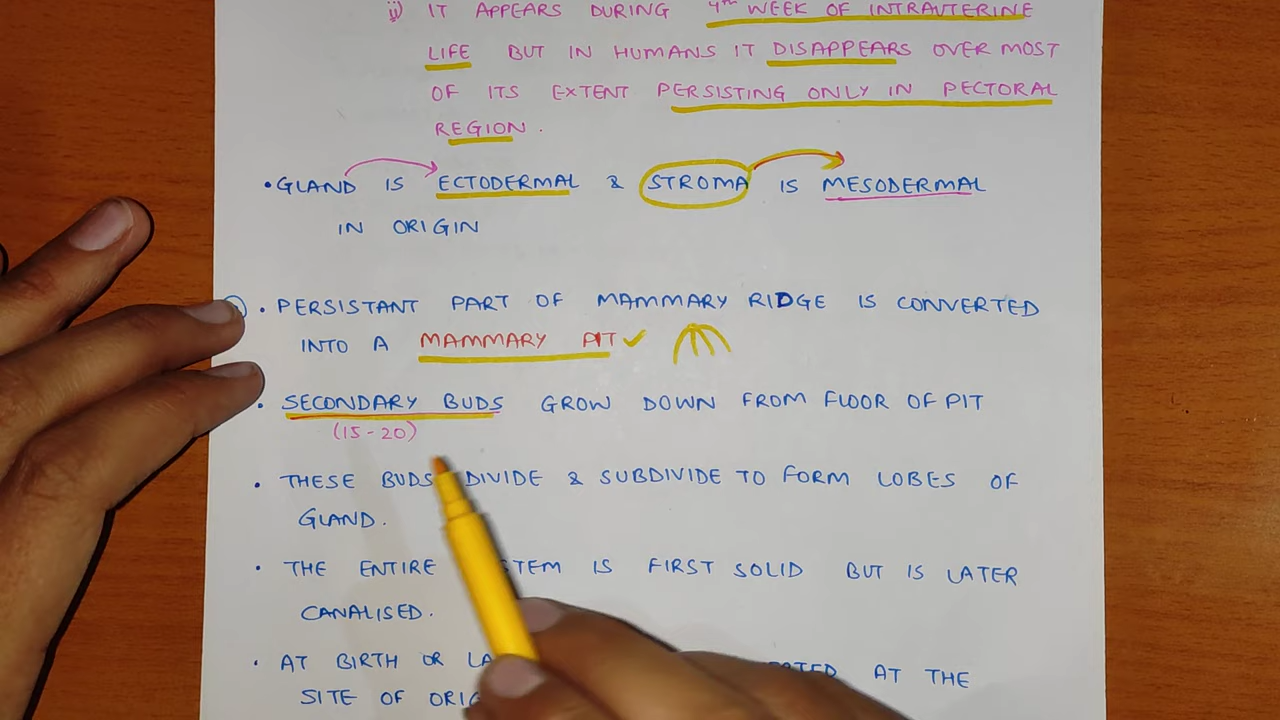 ii) IT APPEARS DURING 4th WEEK OF INTRAUTERINE
LIFE BUT IN HUMANS IT DISAPPEARS OVER MOST
OF ITS EXTENT PERSISTING ONLY IN PECTORAL
REGION.
• GLAND IS ECTODERMAL & STROMA IS MESODERMAL
IN ORIGIN
• PERSISTANT PART OF MAMMARY RIDGE IS CONVERTED
INTO A MAMMARY PIT
• SECONDARY BUDS GROW DOWN FROM FLOOR OF PIT
(15-20)
• THESE BUDS DIVIDE & SUBDIVIDE TO FORM LOBES OF
GLAND.
• THE ENTIRE IS FIRST SOLID BUT IS LATER
CANALISED.
• AT BIRTH OR AT THE
SITE OF